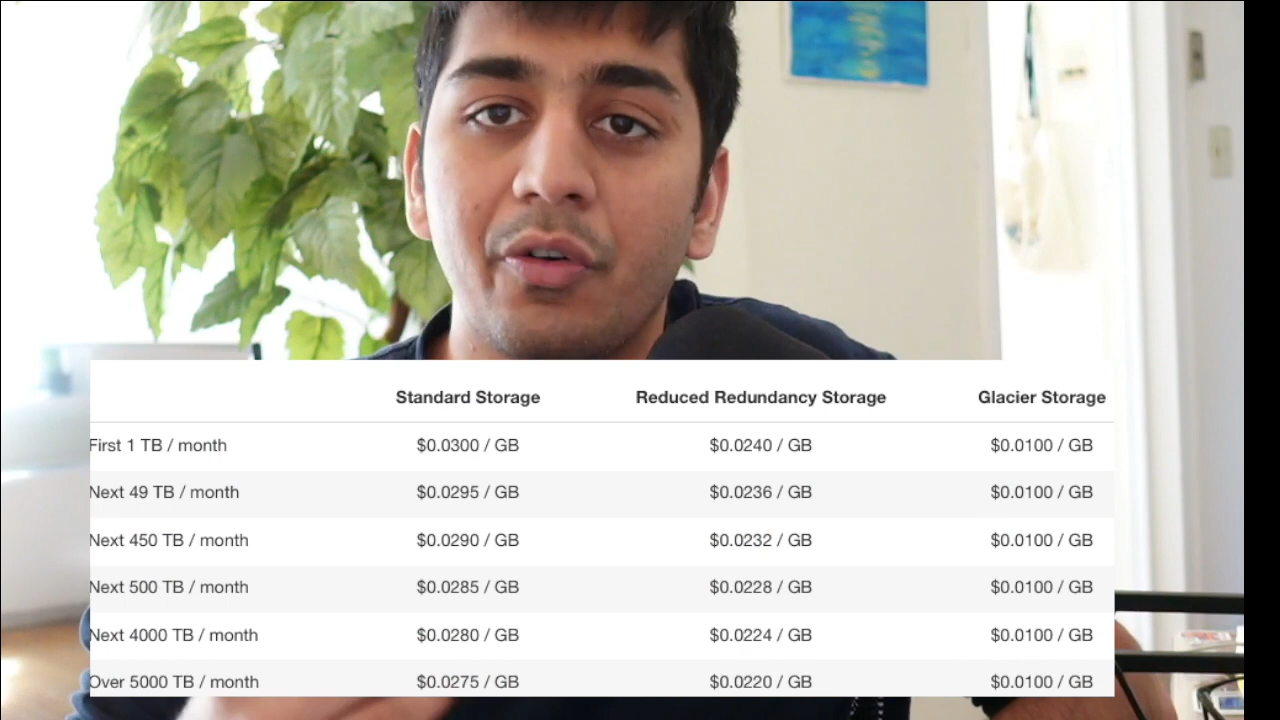 Standard Storage Reduced Redundancy Storage Glacier Storage
First 1 TB / month $0.0300 / GB $0.0240 / GB $0.0100 / GB
Next 49 TB / month $0.0295 / GB $0.0236 / GB $0.0100 / GB
Next 450 TB / month $0.0290 / GB $0.0232 / GB $0.0100 / GB
Next 500 TB / month $0.0285 / GB $0.0228 / GB $0.0100 / GB
Next 4000 TB / month $0.0280 / GB $0.0224 / GB $0.0100 / GB
Over 5000 TB / month $0.0275 / GB $0.0220 / GB $0.0100 / GB